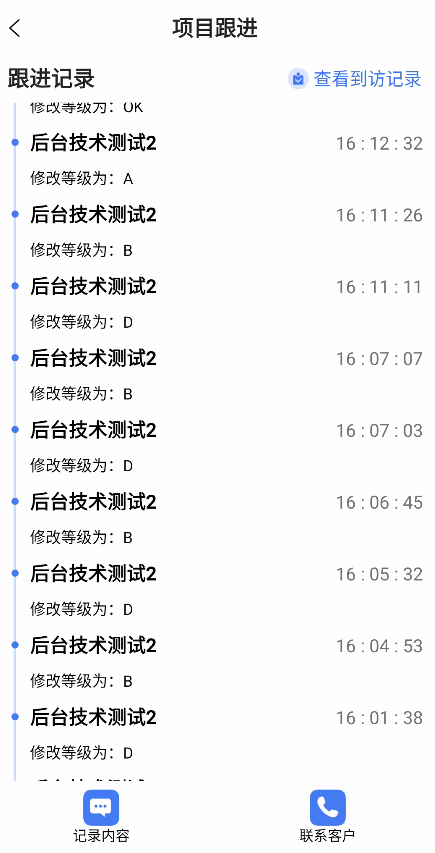 项目跟进
跟进记录 查看到访记录
修改等级为：OK
后台技术测试2 16：12：32
修改等级为：A
后台技术测试2 16：11：26
修改等级为：B
后台技术测试2 16：11：11
修改等级为：D
后台技术测试2 16：07：07
修改等级为：B
后台技术测试2 16：07：03
修改等级为：D
后台技术测试2 16：06：45
修改等级为：B
后台技术测试2 16：05：32
修改等级为：D
后台技术测试2 16：04：53
修改等级为：B
后台技术测试2 16：01：38
修改等级为：D
记录内容 联系客户